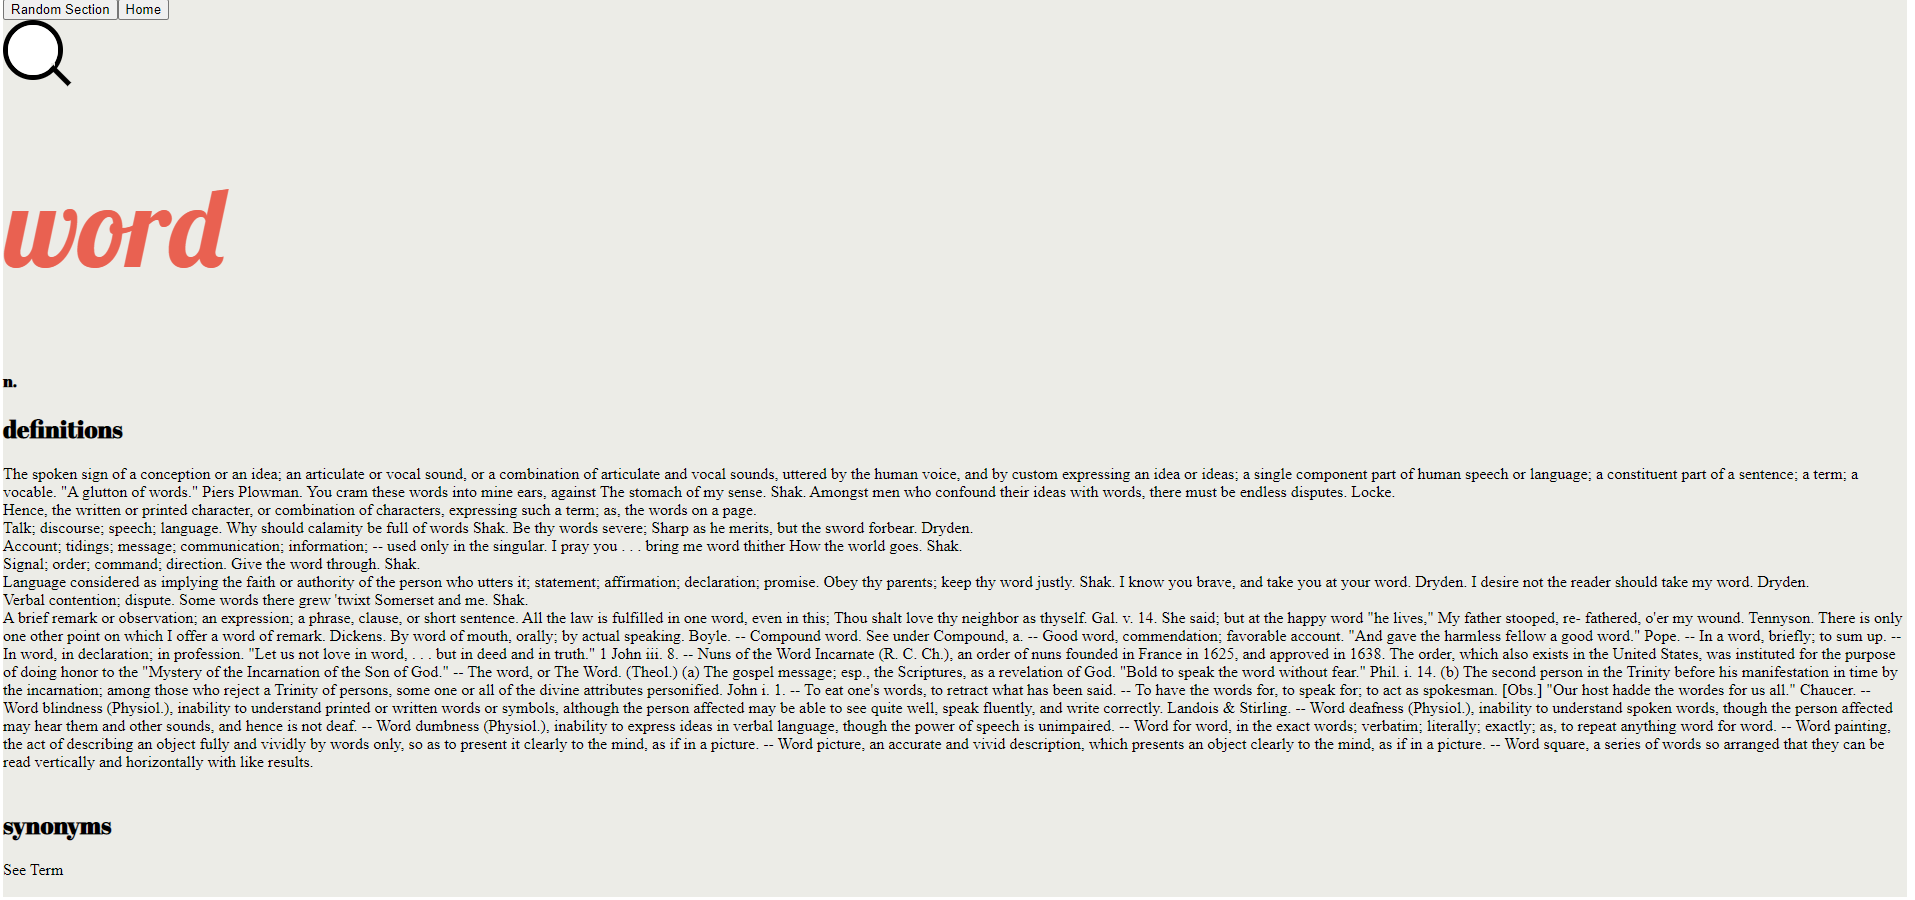 Random Section Home
word
n.
definitions
The spoken sign of a conception or an idea; an articulate or vocal sound, or a combination of articulate and vocal sounds, uttered by the human voice, and by custom expressing an idea or ideas; a single component part of human speech or language; a constituent part of a sentence; a term; a
vocable. "A glutton of words." Piers Plowman. You cram these words into mine ears, against The stomach of my sense. Shak. Amongst men who confound their ideas with words, there must be endless disputes. Locke.
Hence, the written or printed character, or combination of characters, expressing such a term; as, the words on a page.
Talk; discourse; speech; language. Why should calamity be full of words Shak. Be thy words severe; Sharp as he merits, but the sword forbear. Dryden.
Account; tidings; message; communication; information; -- used only in the singular. I pray you . . . bring me word thither How the world goes. Shak.
Signal; order; command; direction. Give the word through. Shak.
Language considered as implying the faith or authority of the person who utters it; statement; affirmation; declaration; promise. Obey thy parents; keep thy word justly. Shak. I know you brave, and take you at your word. Dryden. I desire not the reader should take my word. Dryden.
Verbal contention; dispute. Some words there grew 'twixt Somerset and me. Shak.
A brief remark or observation; an expression; a phrase, clause, or short sentence. All the law is fulfilled in one word, even in this; Thou shalt love thy neighbor as thyself. Gal. v. 14. She said; but at the happy word "he lives," My father stooped, re- fathered, o'er my wound. Tennyson. There is only
one other point on which I offer a word of remark. Dickens. By word of mouth, orally; by actual speaking. Boyle. -- Compound word. See under Compound, a. -- Good word, commendation; favorable account. "And gave the harmless fellow a good word." Pope. -- In a word, briefly; to sum up. --
In word, in declaration; in profession. "Let us not love in word, . . . but in deed and in truth." 1 John iii. 8. -- Nuns of the Word Incarnate (R. C. Ch.), an order of nuns founded in France in 1625, and approved in 1638. The order, which also exists in the United States, was instituted for the purpose
of doing honor to the "Mystery of the Incarnation of the Son of God." -- The word, or The Word. (Theol.) (a) The gospel message; esp., the Scriptures, as a revelation of God. "Bold to speak the word without fear." Phil. i. 14. (b) The second person in the Trinity before his manifestation in time by
the incarnation; among those who reject a Trinity of persons, some one or all of the divine attributes personified. John i. 1. -- To eat one's words, to retract what has been said. -- To have the words for, to speak for; to act as spokesman. [Obs.] "Our host hadde the wordes for us all." Chaucer. --
Word blindness (Physiol.), inability to understand printed or written words or symbols, although the person affected may be able to see quite well, speak fluently, and write correctly. Landois & Stirling. -- Word deafness (Physiol.), inability to understand spoken words, though the person affected
may hear them and other sounds, and hence is not deaf. -- Word dumbness (Physiol.), inability to express ideas in verbal language, though the power of speech is unimpaired. -- Word for word, in the exact words; verbatim; literally; exactly; as, to repeat anything word for word. -- Word painting,
the act of describing an object fully and vividly by words only, so as to present it clearly to the mind, as if in a picture. -- Word picture, an accurate and vivid description, which presents an object clearly to the mind, as if in a picture. -- Word square, a series of words so arranged that they can be
read vertically and horizontally with like results.
synonyms
See Term